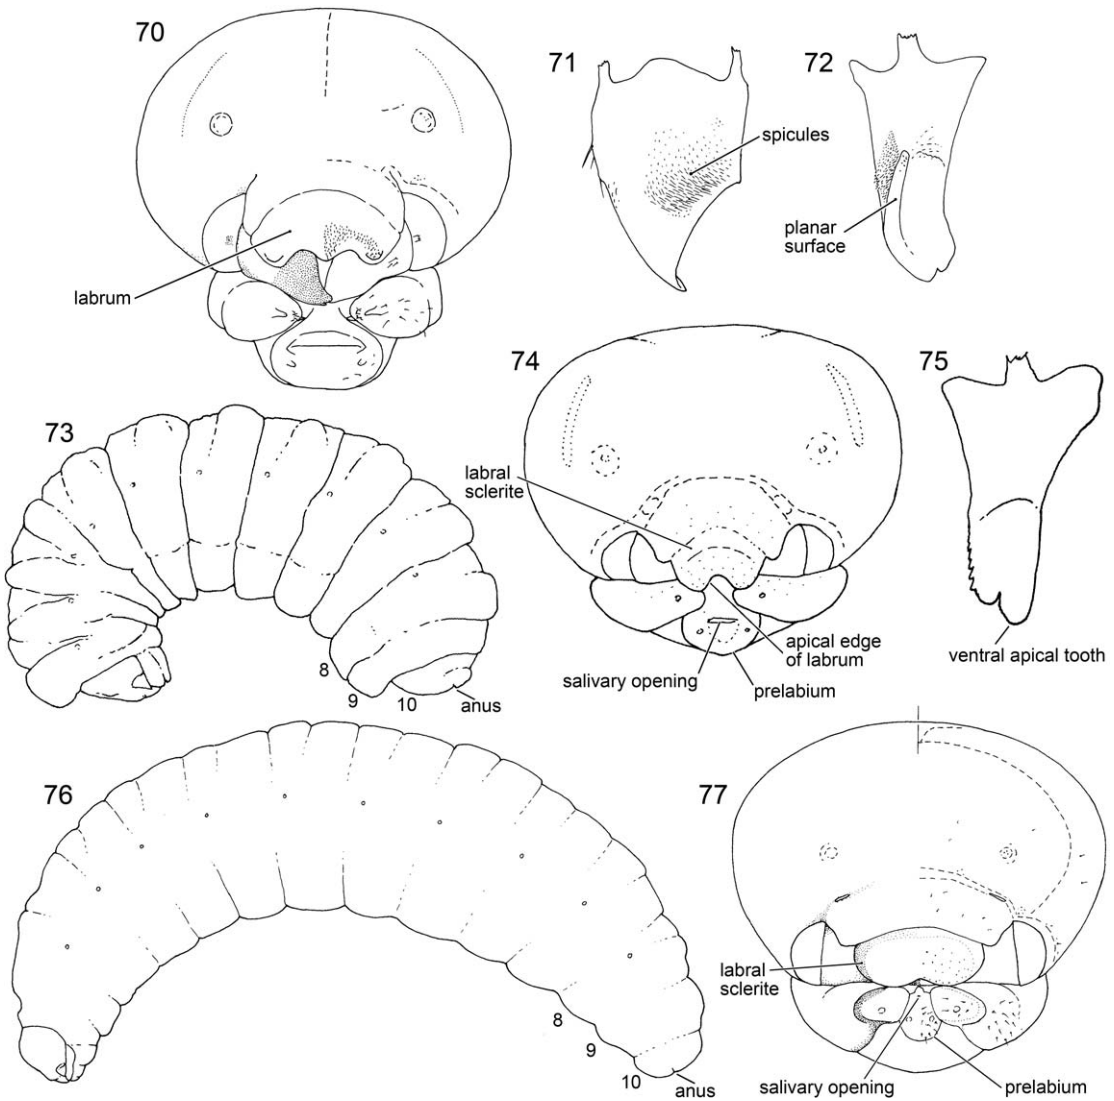 70
labrum
71
spicules
72
planar
surface
73
8
9
10
anus
74
labral
sclerite
apical edge
of labrum
salivary opening
prelabium
75
ventral apical tooth
76
8
9
10
anus
77
labral
sclerite
salivary opening
prelabium